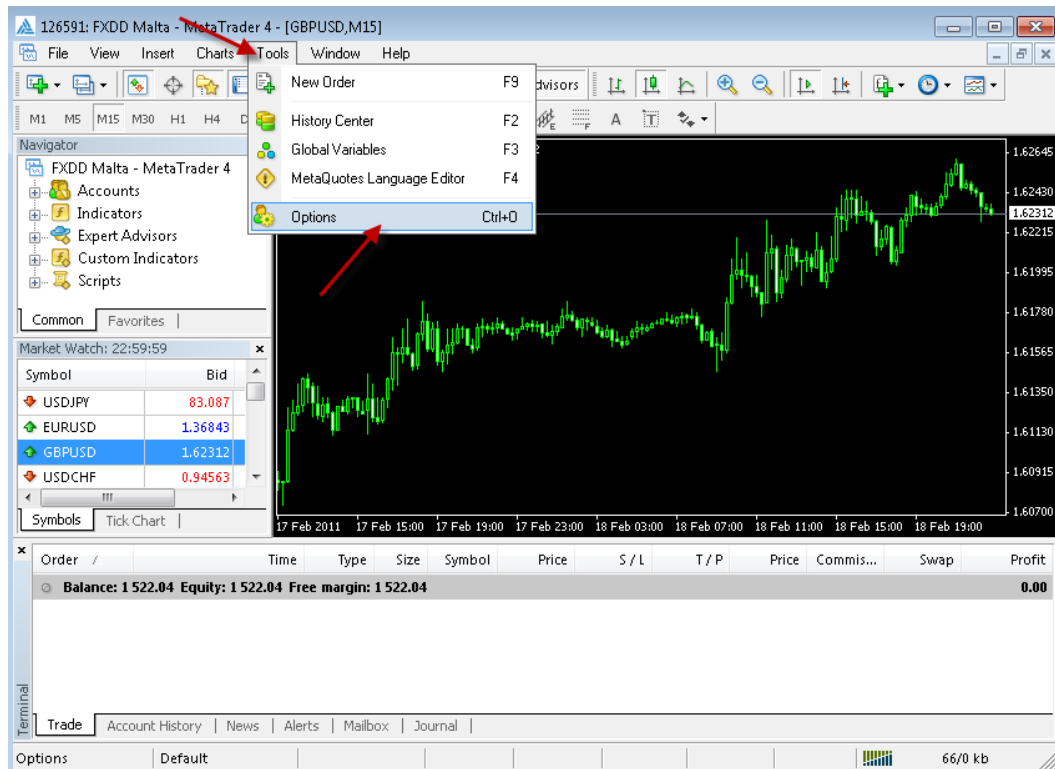 126591: FXDD Malta - MetaTrader 4 - [GBPUSD,M15]
File View Insert Charts Tools Window Help
New Order F9
dvisors
M1 M5 M15 M30 H1 H4 D
History Center F2
E F A T
Global Variables F3
MetaQuotes Language Editor F4
Options Ctrl+O
Navigator
FXDD Malta - MetaTrader 4
Accounts
Indicators
Expert Advisors
Custom Indicators
Scripts
Common Favorites
2
1.62645
1.62430
1.62312
1.62215
1.61995
1.61780
1.61565
1.61350
1.61130
1.60915
1.60700
17 Feb 2011 17 Feb 15:00 17 Feb 19:00 17 Feb 23:00 18 Feb 03:00 18 Feb 07:00 18 Feb 11:00 18 Feb 15:00 18 Feb 19:00
Market Watch: 22:59:59
Symbol Bid
USDJPY 83.087
EURUSD 1.36843
GBPUSD 1.62312
USDCHF 0.94563
Symbols Tick Chart
Order / Time Type Size Symbol Price S / L T / P Price Commis... Swap Profit
Balance: 1 522.04 Equity: 1 522.04 Free margin: 1 522.04 0.00
Terminal
Trade Account History News Alerts Mailbox Journal
Options Default 66/0 kb